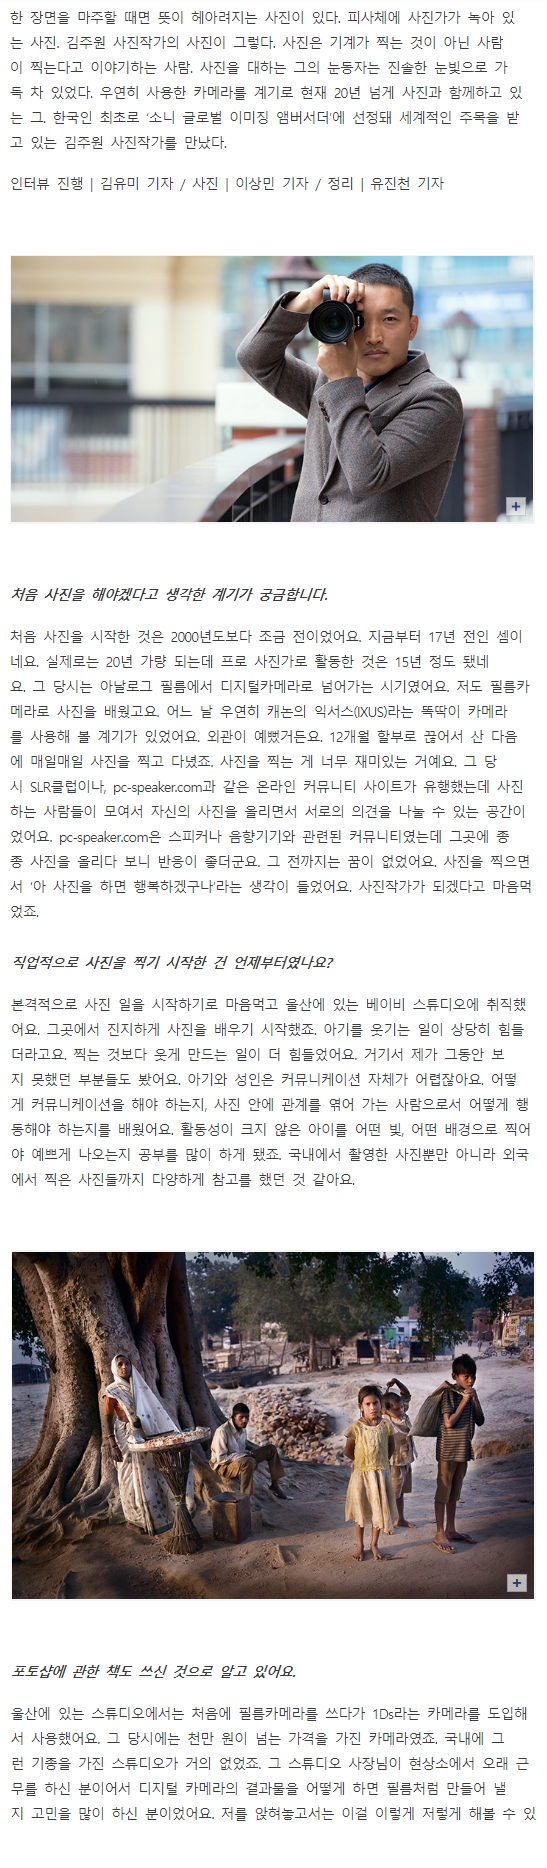 한 장면을 마주할 때면 뜻이 헤아려지는 사진이 있다. 피사체에 사진가가 녹아 있
는 사진. 김주원 사진작가의 사진이 그렇다. 사진은 기계가 찍는 것이 아닌 사람
이 찍는다고 이야기하는 사람. 사진을 대하는 그의 눈동자는 진솔한 눈빛으로 가
득 차 있었다. 우연히 사용한 카메라를 계기로 현재 20년 넘게 사진과 함께하고 있
는 그. 한국인 최초로 '소니 글로벌 이미징 앰버서더'에 선정돼 세계적인 주목을 받
고 있는 김주원 사진작가를 만났다.
인터뷰 진행 | 김유미 기자 / 사진 | 이상민 기자 / 정리 | 유진천 기자
처음 사진을 해야겠다고 생각한 계기가 궁금합니다.
처음 사진을 시작한 것은 2000년도보다 조금 전이었어요. 지금부터 17년 전인 셈이
네요. 실제로는 20년 가량 되는데 프로 사진가로 활동한 것은 15년 정도 됐네
요. 그 당시는 아날로그 필름에서 디지털카메라로 넘어가는 시기였어요. 저도 필름카
메라로 사진을 배웠고요. 어느 날 우연히 캐논의 익서스(IXUS)라는 똑딱이 카메라
를 사용해 볼 계기가 있었어요. 외관이 예뻤거든요. 12개월 할부로 끊어서 산 다음
에 매일매일 사진을 찍고 다녔죠. 사진을 찍는 게 너무 재미있는 거예요. 그 당
시 SLR클럽이나, pc-speaker.com과 같은 온라인 커뮤니티 사이트가 유행했는데 사진
하는 사람들이 모여서 자신의 사진을 올리면서 서로의 의견을 나눌 수 있는 공간이
었어요. pc-speaker.com은 스피커나 음향기기와 관련된 커뮤니티였는데 그곳에 종
종 사진을 올리다 보니 반응이 좋더군요. 그 전까지는 꿈이 없었어요. 사진을 찍으면
서 '아 사진을 하면 행복하겠구나'라는 생각이 들었어요. 사진작가가 되겠다고 마음먹
었죠.
직업적으로 사진을 찍기 시작한 건 언제부터였나요?
본격적으로 사진 일을 시작하기로 마음먹고 울산에 있는 베이비 스튜디오에 취직했
어요. 그곳에서 진지하게 사진을 배우기 시작했죠. 아기를 웃기는 일이 상당히 힘들
더라고요. 찍는 것보다 웃게 만드는 일이 더 힘들었어요. 거기서 제가 그동안 보
지 못했던 부분들도 봤어요. 아기와 성인은 커뮤니케이션 자체가 어렵잖아요. 어떻
게 커뮤니케이션을 해야 하는지, 사진 안에 관계를 엮어 가는 사람으로서 어떻게 행
동해야 하는지를 배웠어요. 활동성이 크지 않은 아이를 어떤 빛, 어떤 배경으로 찍어
야 예쁘게 나오는지 공부를 많이 하게 됐죠. 국내에서 촬영한 사진뿐만 아니라 외국
에서 찍은 사진들까지 다양하게 참고를 했던 것 같아요.
포토샵에 관한 책도 쓰신 것으로 알고 있어요.
울산에 있는 스튜디오에서는 처음에 필름카메라를 쓰다가 1Ds라는 카메라를 도입해
서 사용했어요. 그 당시에는 천만 원이 넘는 가격을 가진 카메라였죠. 국내에 그
런 기종을 가진 스튜디오가 거의 없었죠. 그 스튜디오 사장님이 현상소에서 오래 근
무를 하신 분이어서 디지털 카메라의 결과물을 어떻게 하면 필름처럼 만들어 낼
지 고민을 많이 하신 분이었어요. 저를 앉혀놓고서는 이걸 이렇게 저렇게 해볼 수 있